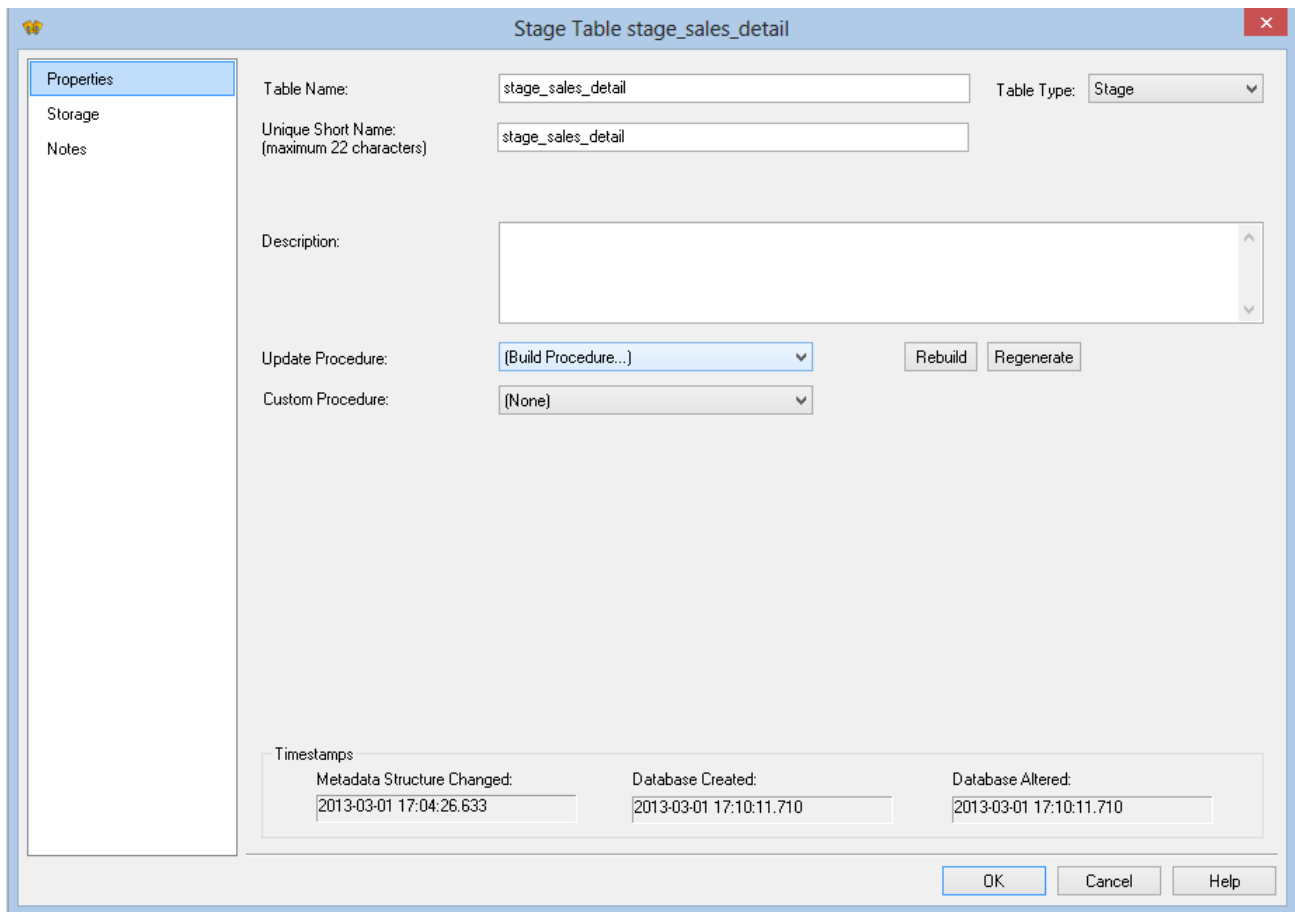 Stage Table stage_sales_detail
Properties
Storage
Notes
Table Name: stage_sales_detail Table Type: Stage
Unique Short Name:
(maximum 22 characters) stage_sales_detail
Description:
Update Procedure: (Build Procedure...) Rebuild Regenerate
Custom Procedure: (None)
Timestamps
Metadata Structure Changed: Database Created: Database Altered:
2013-03-01 17:04:26.633 2013-03-01 17:10:11.710 2013-03-01 17:10:11.710
OK Cancel Help